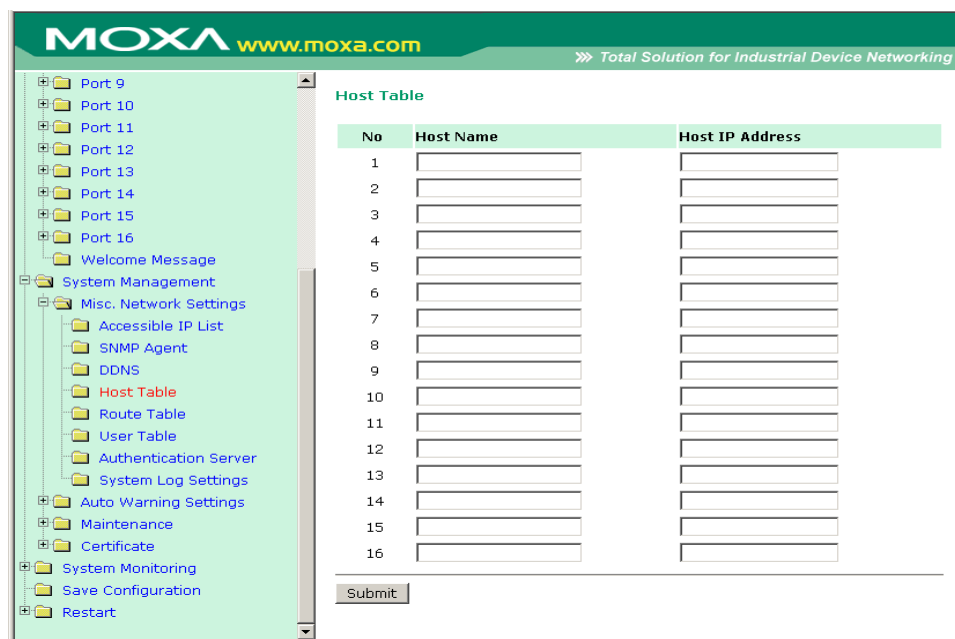 MOXA www.moxa.com
Total Solution for Industrial Device Networking
Port 9
Port 10
Port 11
Port 12
Port 13
Port 14
Port 15
Port 16
Welcome Message
System Management
Misc. Network Settings
Accessible IP List
SNMP Agent
DDNS
Host Table
Route Table
User Table
Authentication Server
System Log Settings
Auto Warning Settings
Maintenance
Certificate
System Monitoring
Save Configuration
Restart
Host Table
No Host Name Host IP Address
1
2
3
4
5
6
7
8
9
10
11
12
13
14
15
16
Submit